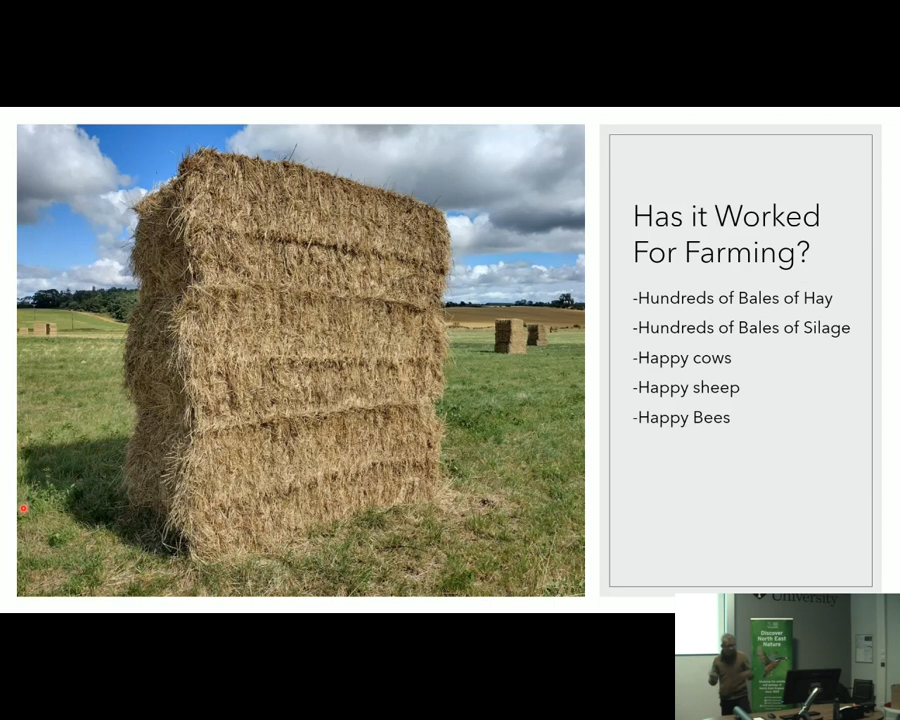 Has it Worked
For Farming?
-Hundreds of Bales of Hay
-Hundreds of Bales of Silage
-Happy cows
-Happy sheep
-Happy Bees
University
Discover
North East
Nature